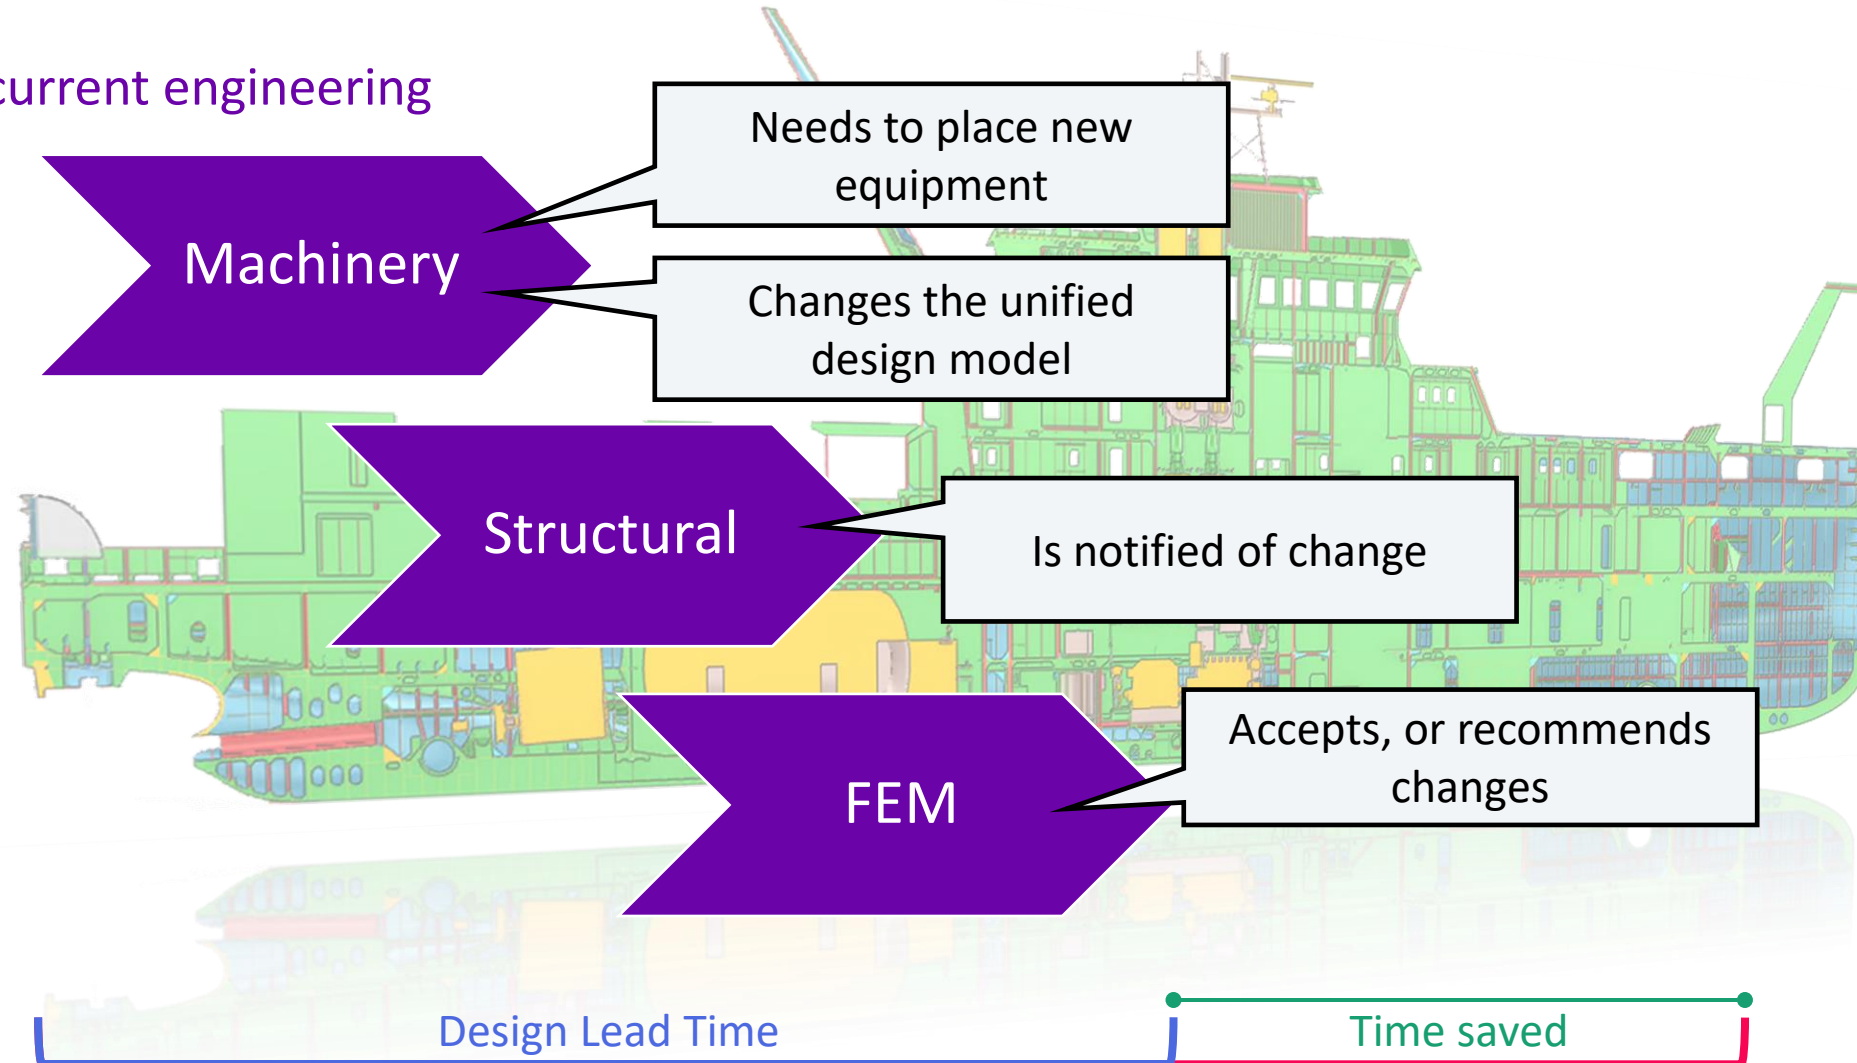 current engineering
Needs to place new
equipment
Machinery
Changes the unified
design model
Structural
Is notified of change
Accepts, or recommends
changes
FEM
Design Lead Time
Time saved